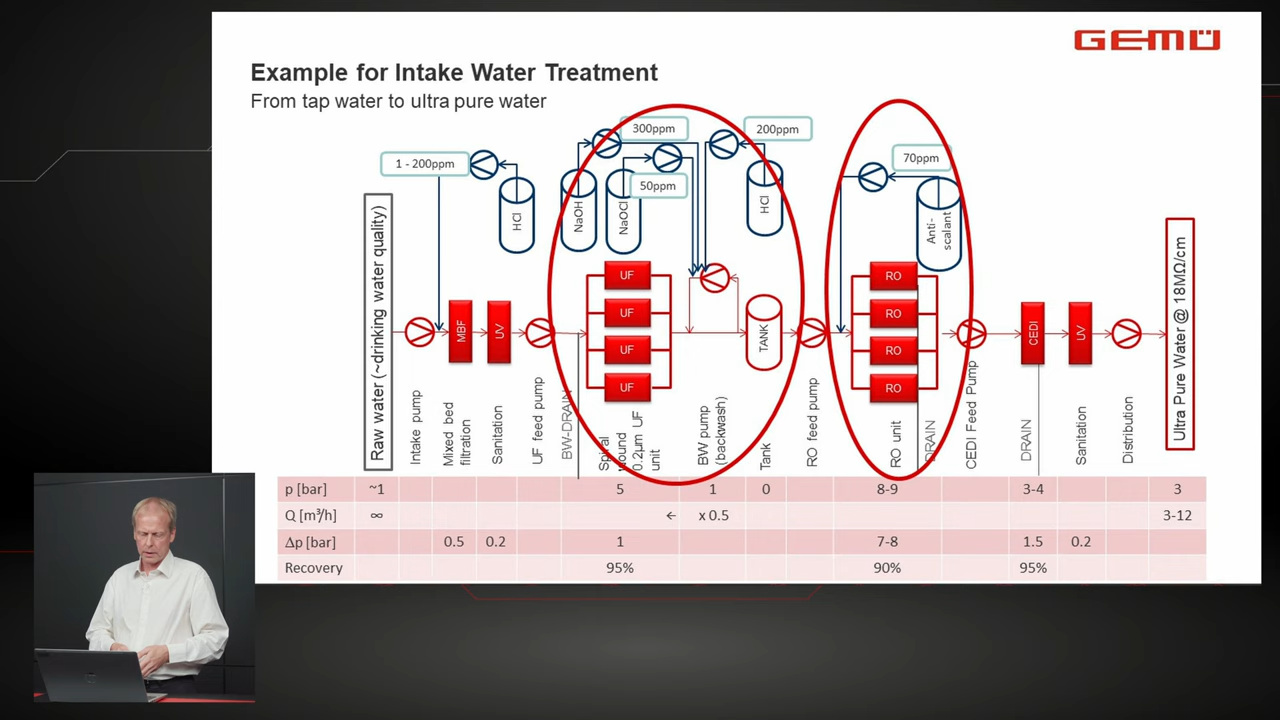 GEMÜ
Example for Intake Water Treatment
From tap water to ultra pure water
1 - 200ppm
300ppm
50ppm
200ppm
70ppm
HCl
NaOH
NaOCl
HCl
Anti-
scalant
Raw water (~drinking water quality)
MBF
UV
UF
UF
UF
UF
TANK
RO
RO
RO
RO
CEDI
UV
Ultra Pure Water @ 18MΩ/cm
Intake pump
Mixed bed
filtration
Sanitation
UF feed pump
BW-DRAIN
Spiral
wound
0.2µm UF
unit
BW pump
(backwash)
Tank
RO feed pump
RO unit
DRAIN
CEDI Feed Pump
DRAIN
Sanitation
Distribution
p [bar] ~1 5 1 0 8-9 3-4 3
Q [m³/h] ∞ ← x 0.5 3-12
Δp [bar] 0.5 0.2 1 7-8 1.5 0.2
Recovery 95% 90% 95%